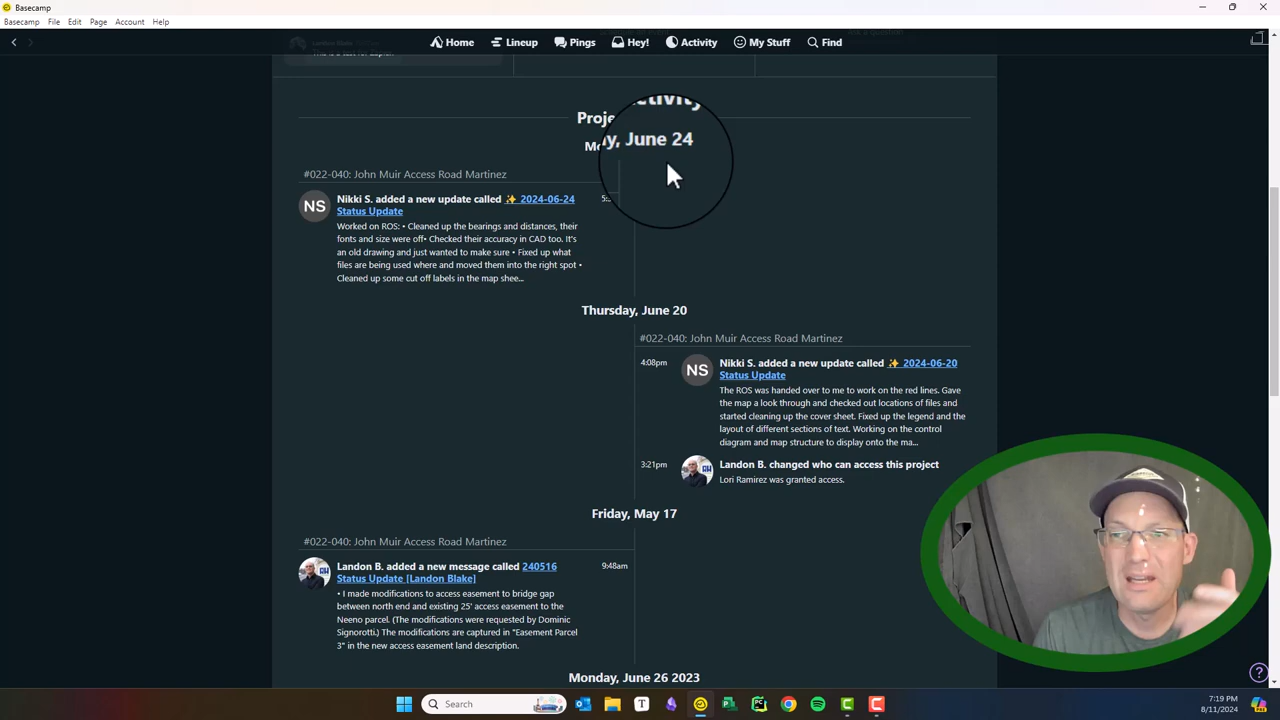 Basecamp
Basecamp File Edit Page Account Help
Home Lineup Pings Hey! Activity My Stuff Find
Proje ctivity
Mo y, June 24
#022-040: John Muir Access Road Martinez
Nikki S. added a new update called ✨ 2024-06-24
Status Update
Worked on ROS: • Cleaned up the bearings and distances, their
fonts and size were off• Checked their accuracy in CAD too. It's
an old drawing and just wanted to make sure • Fixed up what
files are being used where and moved them into the right spot •
Cleaned up some cut off labels in the map shee...
Thursday, June 20
#022-040: John Muir Access Road Martinez
4:08pm
NS
Nikki S. added a new update called ✨ 2024-06-20
Status Update
The ROS was handed over to me to work on the red lines. Gave
the map a look through and checked out locations of files and
started cleaning up the cover sheet. Fixed up the legend and the
layout of different sections of text. Working on the control
diagram and map structure to display onto the ma...
3:21pm
Landon B. changed who can access this project
Lori Ramirez was granted access.
NS
Friday, May 17
#022-040: John Muir Access Road Martinez
Landon B. added a new message called 240516
Status Update [Landon Blake]
9:48am
• I made modifications to access easement to bridge gap
between north end and existing 25' access easement to the
Neeno parcel. (The modifications were requested by Dominic
Signorotti.) The modifications are captured in "Easement Parcel
3" in the new access easement land description.
Monday, June 26 2023
Search
7:19 PM
8/11/2024